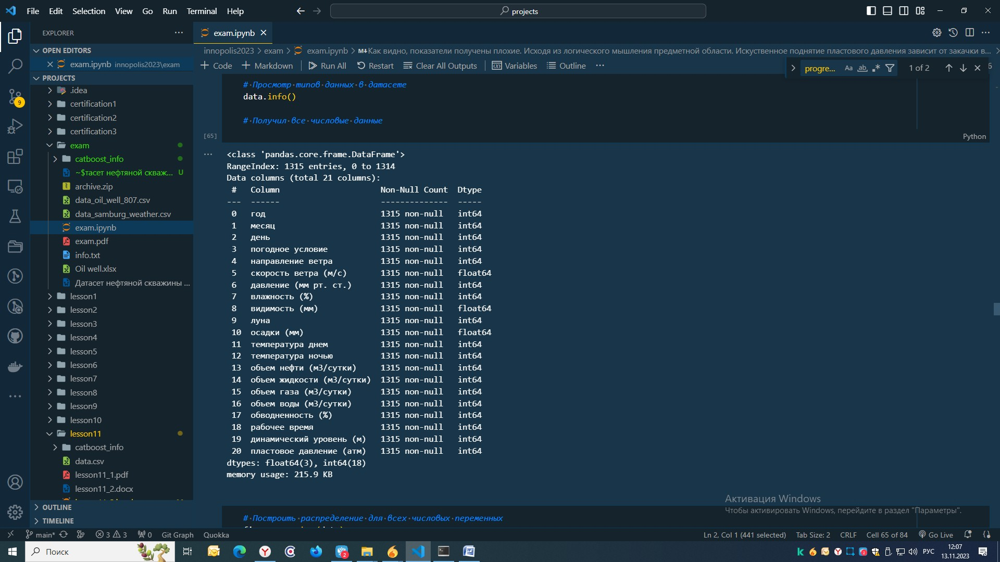 File Edit Selection View Go Run Terminal Help
projects
EXPLORER
exam.ipynb
OPEN EDITORS
exam.ipynb innopolis2023\exam
PROJECTS
.idea
certification1
certification2
certification3
exam
catboost_info
~$тасет нефтяной скваж... U
archive.zip
data_oil_well_807.csv
data_samburg_weather.csv
exam.ipynb
exam.pdf
info.txt
Oil well.xlsx
Датасет нефтяной скважины ...
lesson1
lesson2
lesson3
lesson4
lesson5
lesson6
lesson7
lesson8
lesson9
lesson10
lesson11
catboost_info
data.csv
lesson11_1.pdf
lesson11_2.docx
OUTLINE
TIMELINE
9
innopolis2023 > exam > exam.ipynb > M↓Как видно, показатели получены плохие. Исходя из логического мышления предметной области. Искуственное поднятие пластового давления зависит от закачки в...
+ Code + Markdown Run All Restart Clear All Outputs Variables Outline ...
progre... Aa ab 1 of 2
# Просмотр типов данных в датасете
data.info()
# Получил все числовые данные
[65]
Python
<class 'pandas.core.frame.DataFrame'>
RangeIndex: 1315 entries, 0 to 1314
Data columns (total 21 columns):
# Column Non-Null Count Dtype
--- ------ -------------- -----
0 год 1315 non-null int64
1 месяц 1315 non-null int64
2 день 1315 non-null int64
3 погодное условие 1315 non-null int64
4 направление ветра 1315 non-null int64
5 скорость ветра (м/с) 1315 non-null float64
6 давление (мм рт. ст.) 1315 non-null int64
7 влажность (%) 1315 non-null int64
8 видимость (мм) 1315 non-null float64
9 луна 1315 non-null int64
10 осадки (мм) 1315 non-null float64
11 температура днем 1315 non-null int64
12 температура ночью 1315 non-null int64
13 объем нефти (м3/сутки) 1315 non-null int64
14 объем жидкости (м3/сутки) 1315 non-null int64
15 объем газа (м3/сутки) 1315 non-null int64
16 объем воды (м3/сутки) 1315 non-null int64
17 обводненность (%) 1315 non-null int64
18 рабочее время 1315 non-null int64
19 динамический уровень (м) 1315 non-null int64
20 пластовое давление (атм) 1315 non-null int64
dtypes: float64(3), int64(18)
memory usage: 215.9 KB
Активация Windows
Чтобы активировать Windows, перейдите в раздел "Параметры".
# Построить распределение для всех числовых переменных
main* 3 3 0 Git Graph Quokka
Ln 2, Col 1 (441 selected) Tab Size: 2 CRLF Cell 65 of 84 Go Live
Поиск
2
2
РУС
12:07
13.11.2023